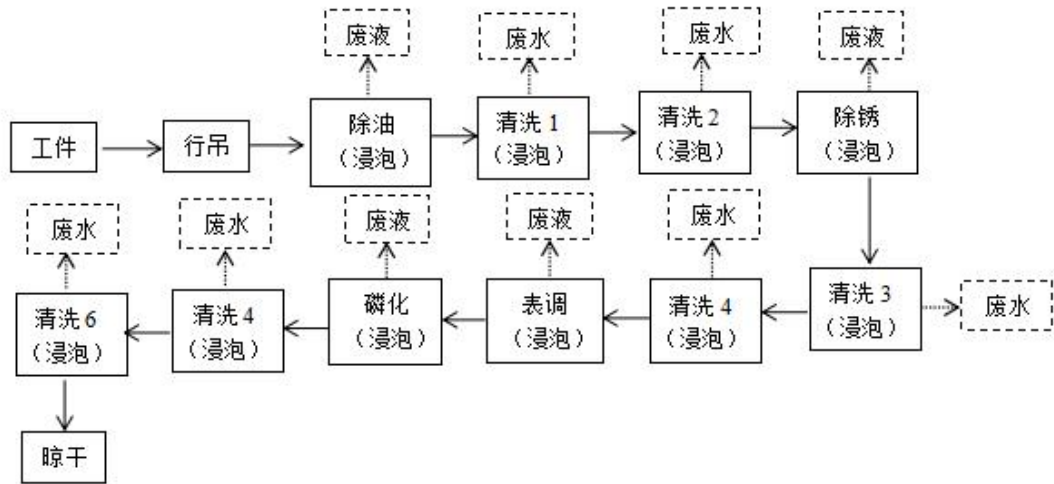 废液
废水
废水
废液
工件
行吊
除油
（浸泡）
清洗 1
（浸泡）
清洗 2
（浸泡）
除锈
（浸泡）
废水
废水
废液
废液
废水
清洗 6
（浸泡）
清洗 4
（浸泡）
磷化
（浸泡）
表调
（浸泡）
清洗 4
（浸泡）
清洗 3
（浸泡）
废水
晾干